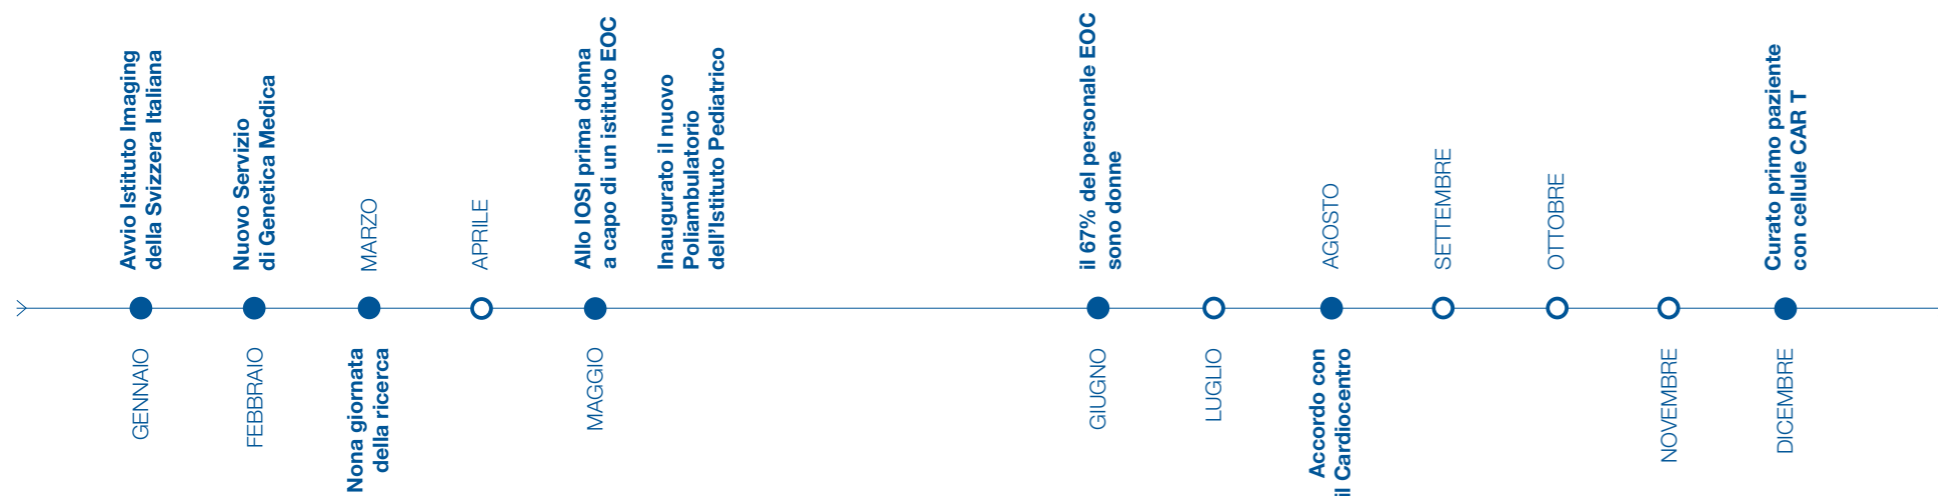 Avvio Istituto Imaging
della Svizzera Italiana
GENNAIO
Nuovo Servizio
di Genetica Medica
FEBBRAIO
MARZO
Nona giornata
della ricerca
APRILE
Allo IOSI prima donna
a capo di un istituto EOC
Inaugurato il nuovo
Poliambulatorio
dell'Istituto Pediatrico
MAGGIO
il 67% del personale EOC
sono donne
GIUGNO
LUGLIO
AGOSTO
Accordo con
il Cardiocentro
SETTEMBRE
OTTOBRE
NOVEMBRE
Curato primo paziente
con cellule CAR T
DICEMBRE